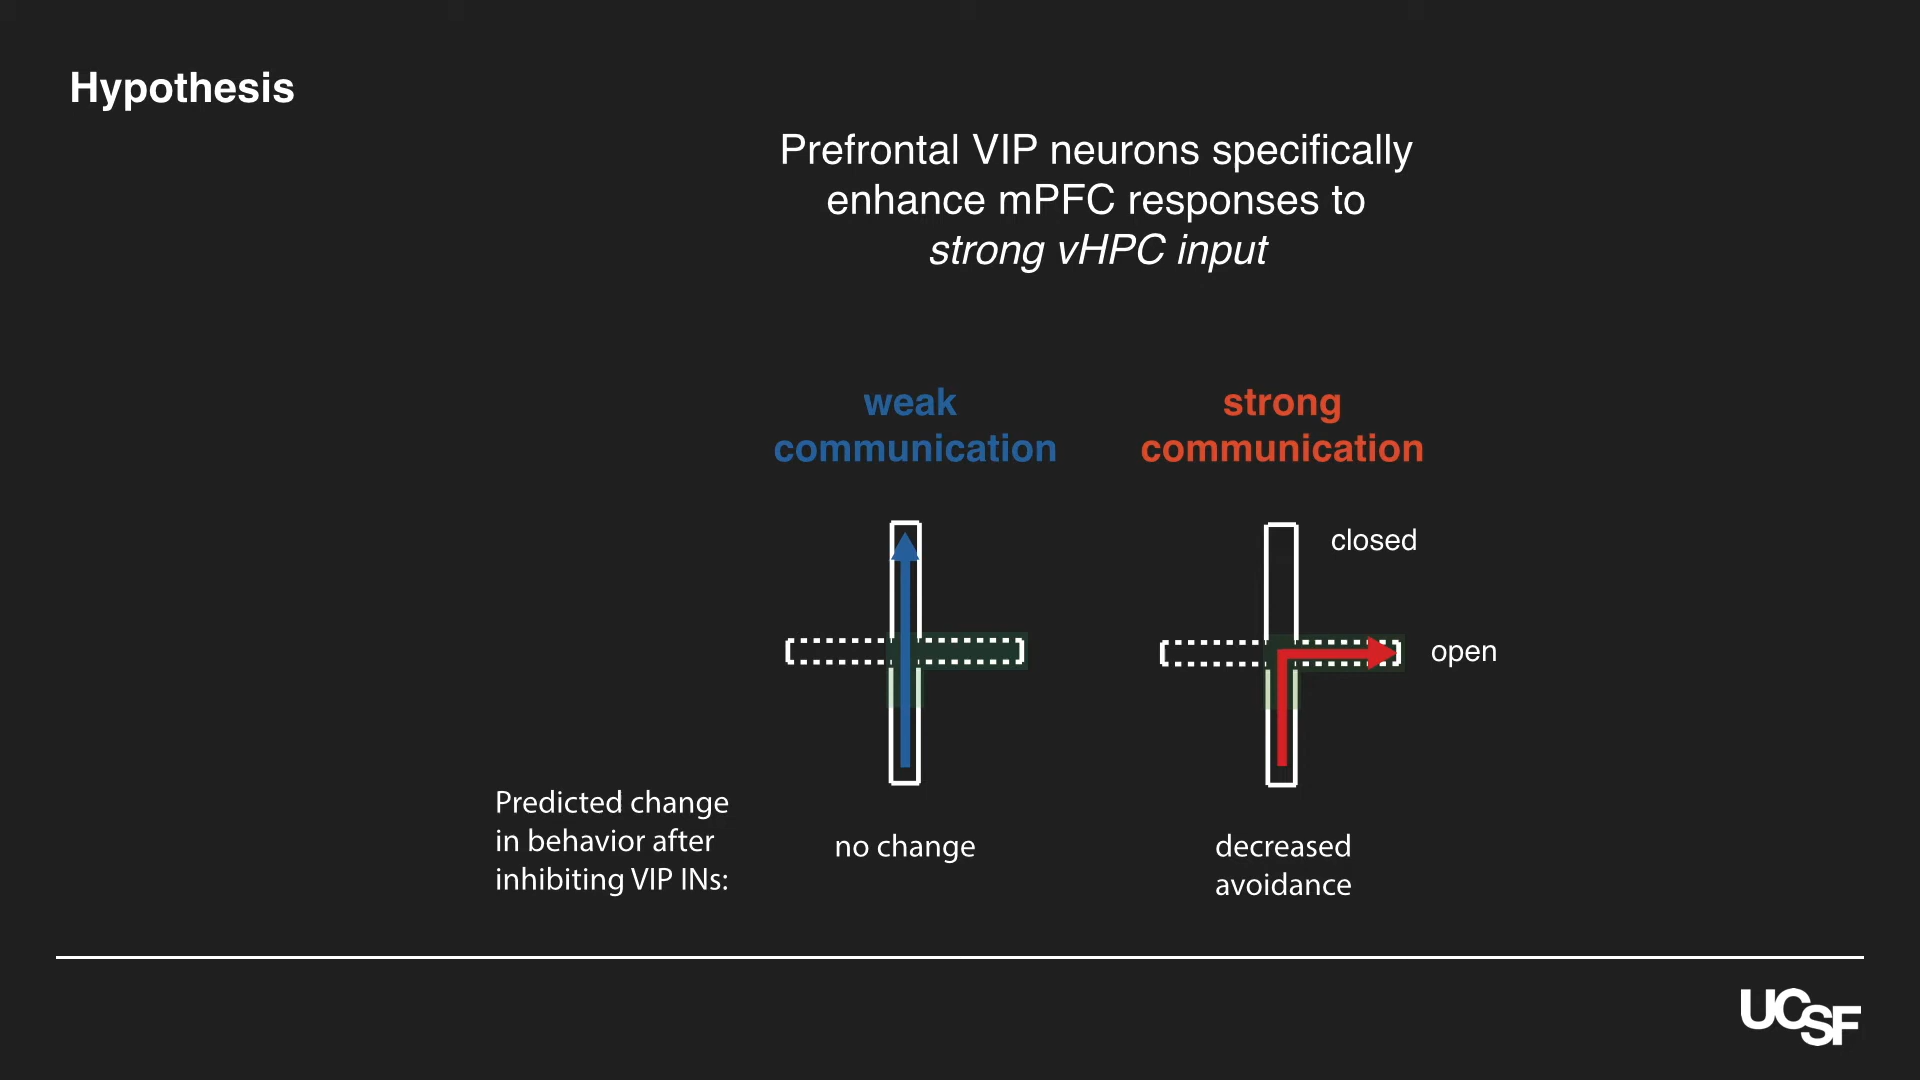 Hypothesis
Prefrontal VIP neurons specifically
enhance mPFC responses to
strong vHPC input
weak
communication
strong
communication
closed
open
Predicted change
in behavior after
inhibiting VIP INs:
no change
decreased
avoidance
UCSF